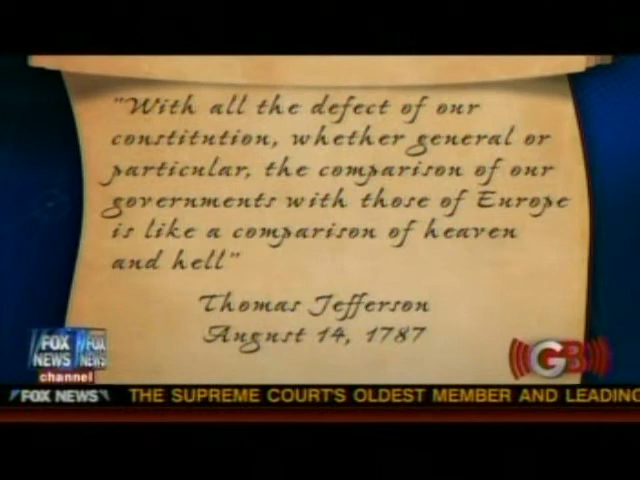 "With all the defect of our
constitution, whether general or
particular, the comparison of our
governments with those of Europe
is like a comparison of heaven
and hell"
Thomas Jefferson
August 14, 1787
FOX NEWS channel
FOX NEWS
GB
FOX NEWS THE SUPREME COURT'S OLDEST MEMBER AND LEADING